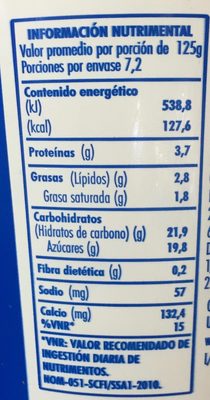 INFORMACIÓN NUTRIMENTAL
Valor promedio por porción de 125g
Porciones por envase 7,2
Contenido energético
(kJ) 538,8
(kcal) 127,6
Proteínas (g) 3,7
Grasas (Lípidos) (g) 2,8
Grasa saturada (g) 1,8
Carbohidratos
(Hidratos de carbono) (g) 21,9
Azúcares (g) 19,8
Fibra dietética (g) 0,2
Sodio (mg) 57
Calcio (mg) 132,4
%VNR* 15
*VNR: VALOR RECOMENDADO DE
INGESTIÓN DIARIA DE
NUTRIMENTOS.
NOM-051-SCFI/SSA1-2010.